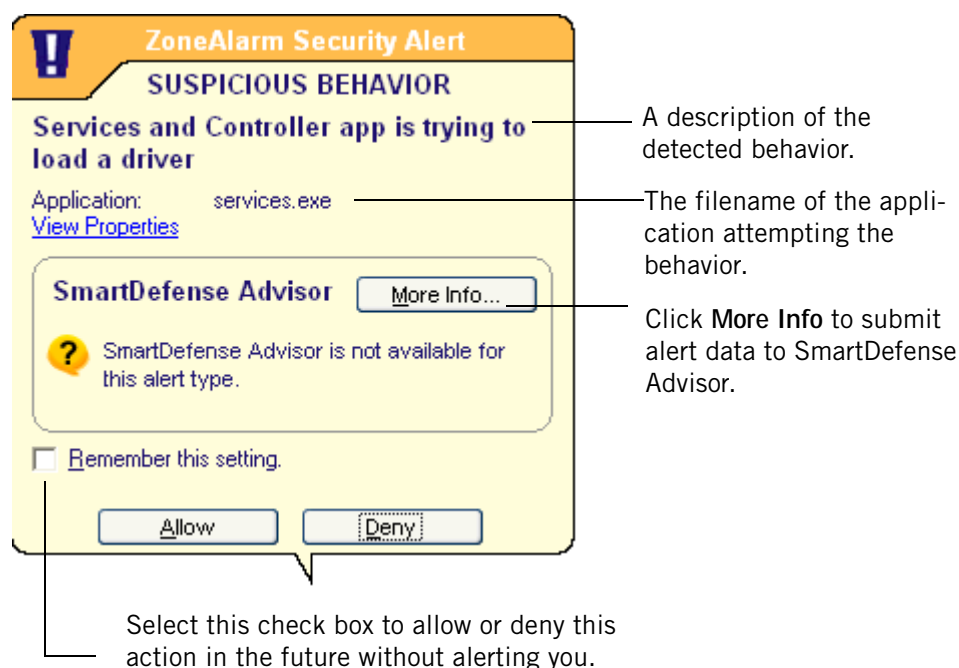 ZoneAlarm Security Alert
SUSPICIOUS BEHAVIOR
Services and Controller app is trying to
load a driver
Application: services.exe
View Properties
SmartDefense Advisor More Info...
? SmartDefense Advisor is not available for
this alert type.
Remember this setting.
Allow Deny
A description of the
detected behavior.
The filename of the appli-
cation attempting the
behavior.
Click More Info to submit
alert data to SmartDefense
Advisor.
Select this check box to allow or deny this
action in the future without alerting you.